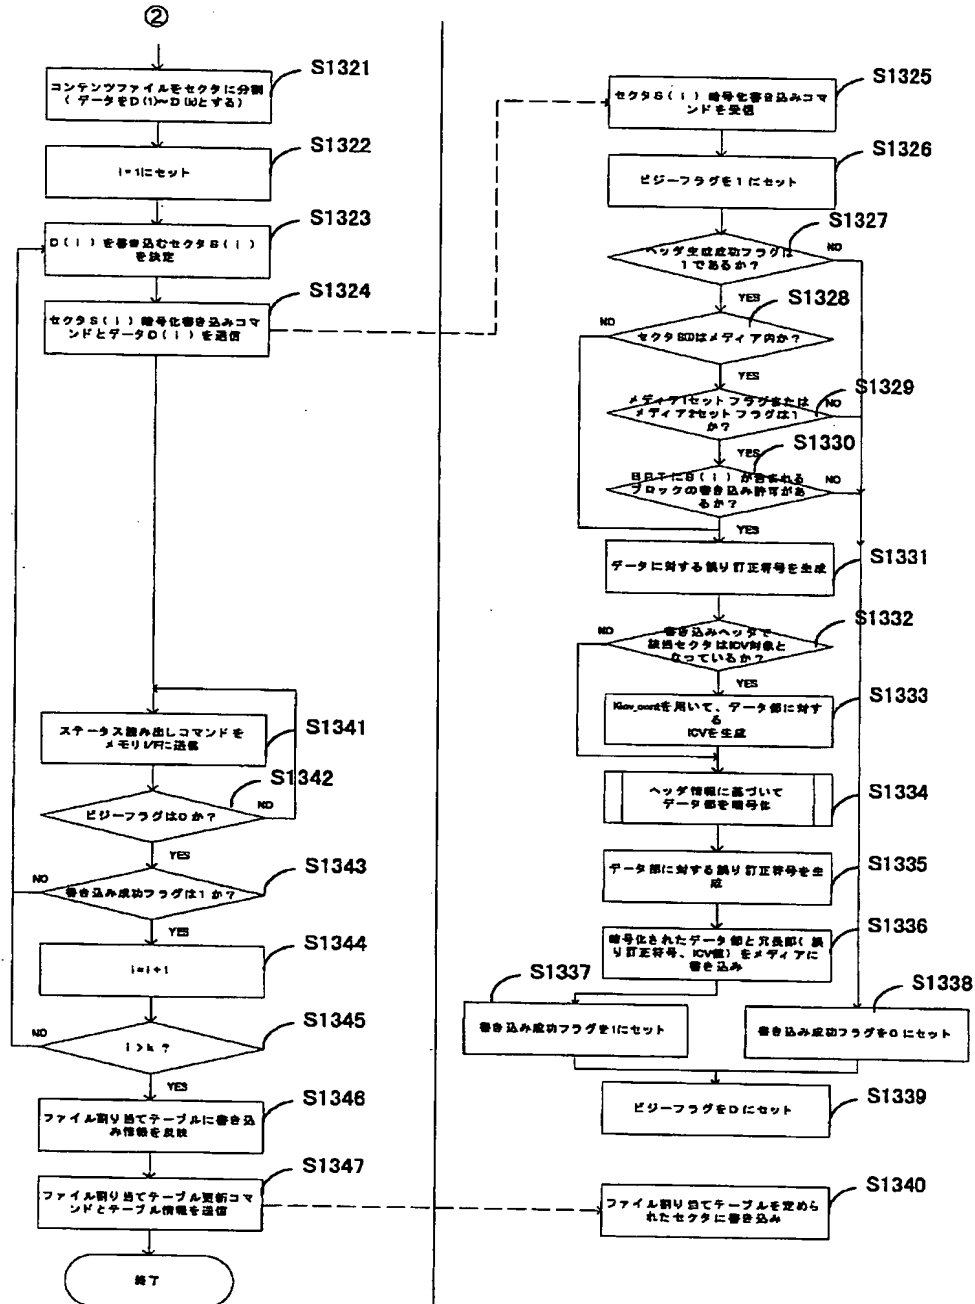 ②
S1321
コンテンツファイルをセクタに分割
(データをD(1)~D(k)とする)
S1322
i=1にセット
S1323
D(i)を書き込むセクタS(i)
を決定
S1324
セクタS(i)暗号化書き込みコマ
ンドとデータD(i)を送信
S1341
ステータス読み出しコマンドを
メモリI/Fに送信
S1342
ビジーフラグは0か?
NO
YES
S1343
書き込み成功フラグは1か?
NO
YES
S1344
i=i+1
S1345
i>k?
NO
YES
S1346
ファイル割り当てテーブルに書き込
み情報を反映
S1347
ファイル割り当てテーブル更新コマ
ンドとテーブル情報を送信
終了
S1325
セクタS(i)暗号化書き込みコマ
ンドを受信
S1326
ビジーフラグを1にセット
S1327
ヘッダ生成成功フラグは
1であるか?
NO
YES
S1328
セクタS(i)はメディア内か?
NO
YES
S1329
メディア1セットフラグまたは
メディア2セットフラグは1
か?
NO
YES
S1330
BPTにS(i)が含まれる
ブロックの書き込み許可があ
るか?
NO
YES
S1331
データに対する誤り訂正符号を生成
S1332
書き込みヘッダで
該当セクタはICV対象と
なっているか?
NO
YES
S1333
Kicv_contを用いて、データ部に対す
る
ICVを生成
S1334
ヘッダ情報に基づいて
データ部を暗号化
S1335
データ部に対する誤り訂正符号を生
成
S1336
暗号化されたデータ部と冗長部(誤
り訂正符号、ICV値)をメディアに
書き込み
S1337
書き込み成功フラグを1にセット
S1338
書き込み成功フラグを0にセット
S1339
ビジーフラグを0にセット
S1340
ファイル割り当てテーブルを定めら
れたセクタに書き込み